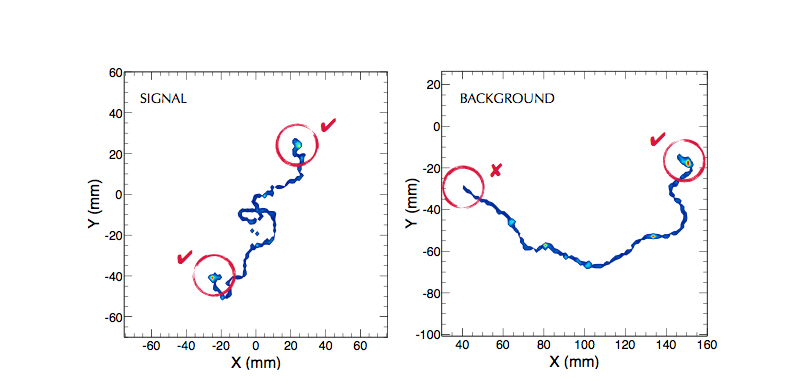 SIGNAL
60
40
20
0
-20
-40
-60
Y (mm)
-60 -40 -20 0 20 40 60
X (mm)
BACKGROUND
20
0
-20
-40
-60
-80
-100
Y (mm)
40 60 80 100 120 140 160
X (mm)